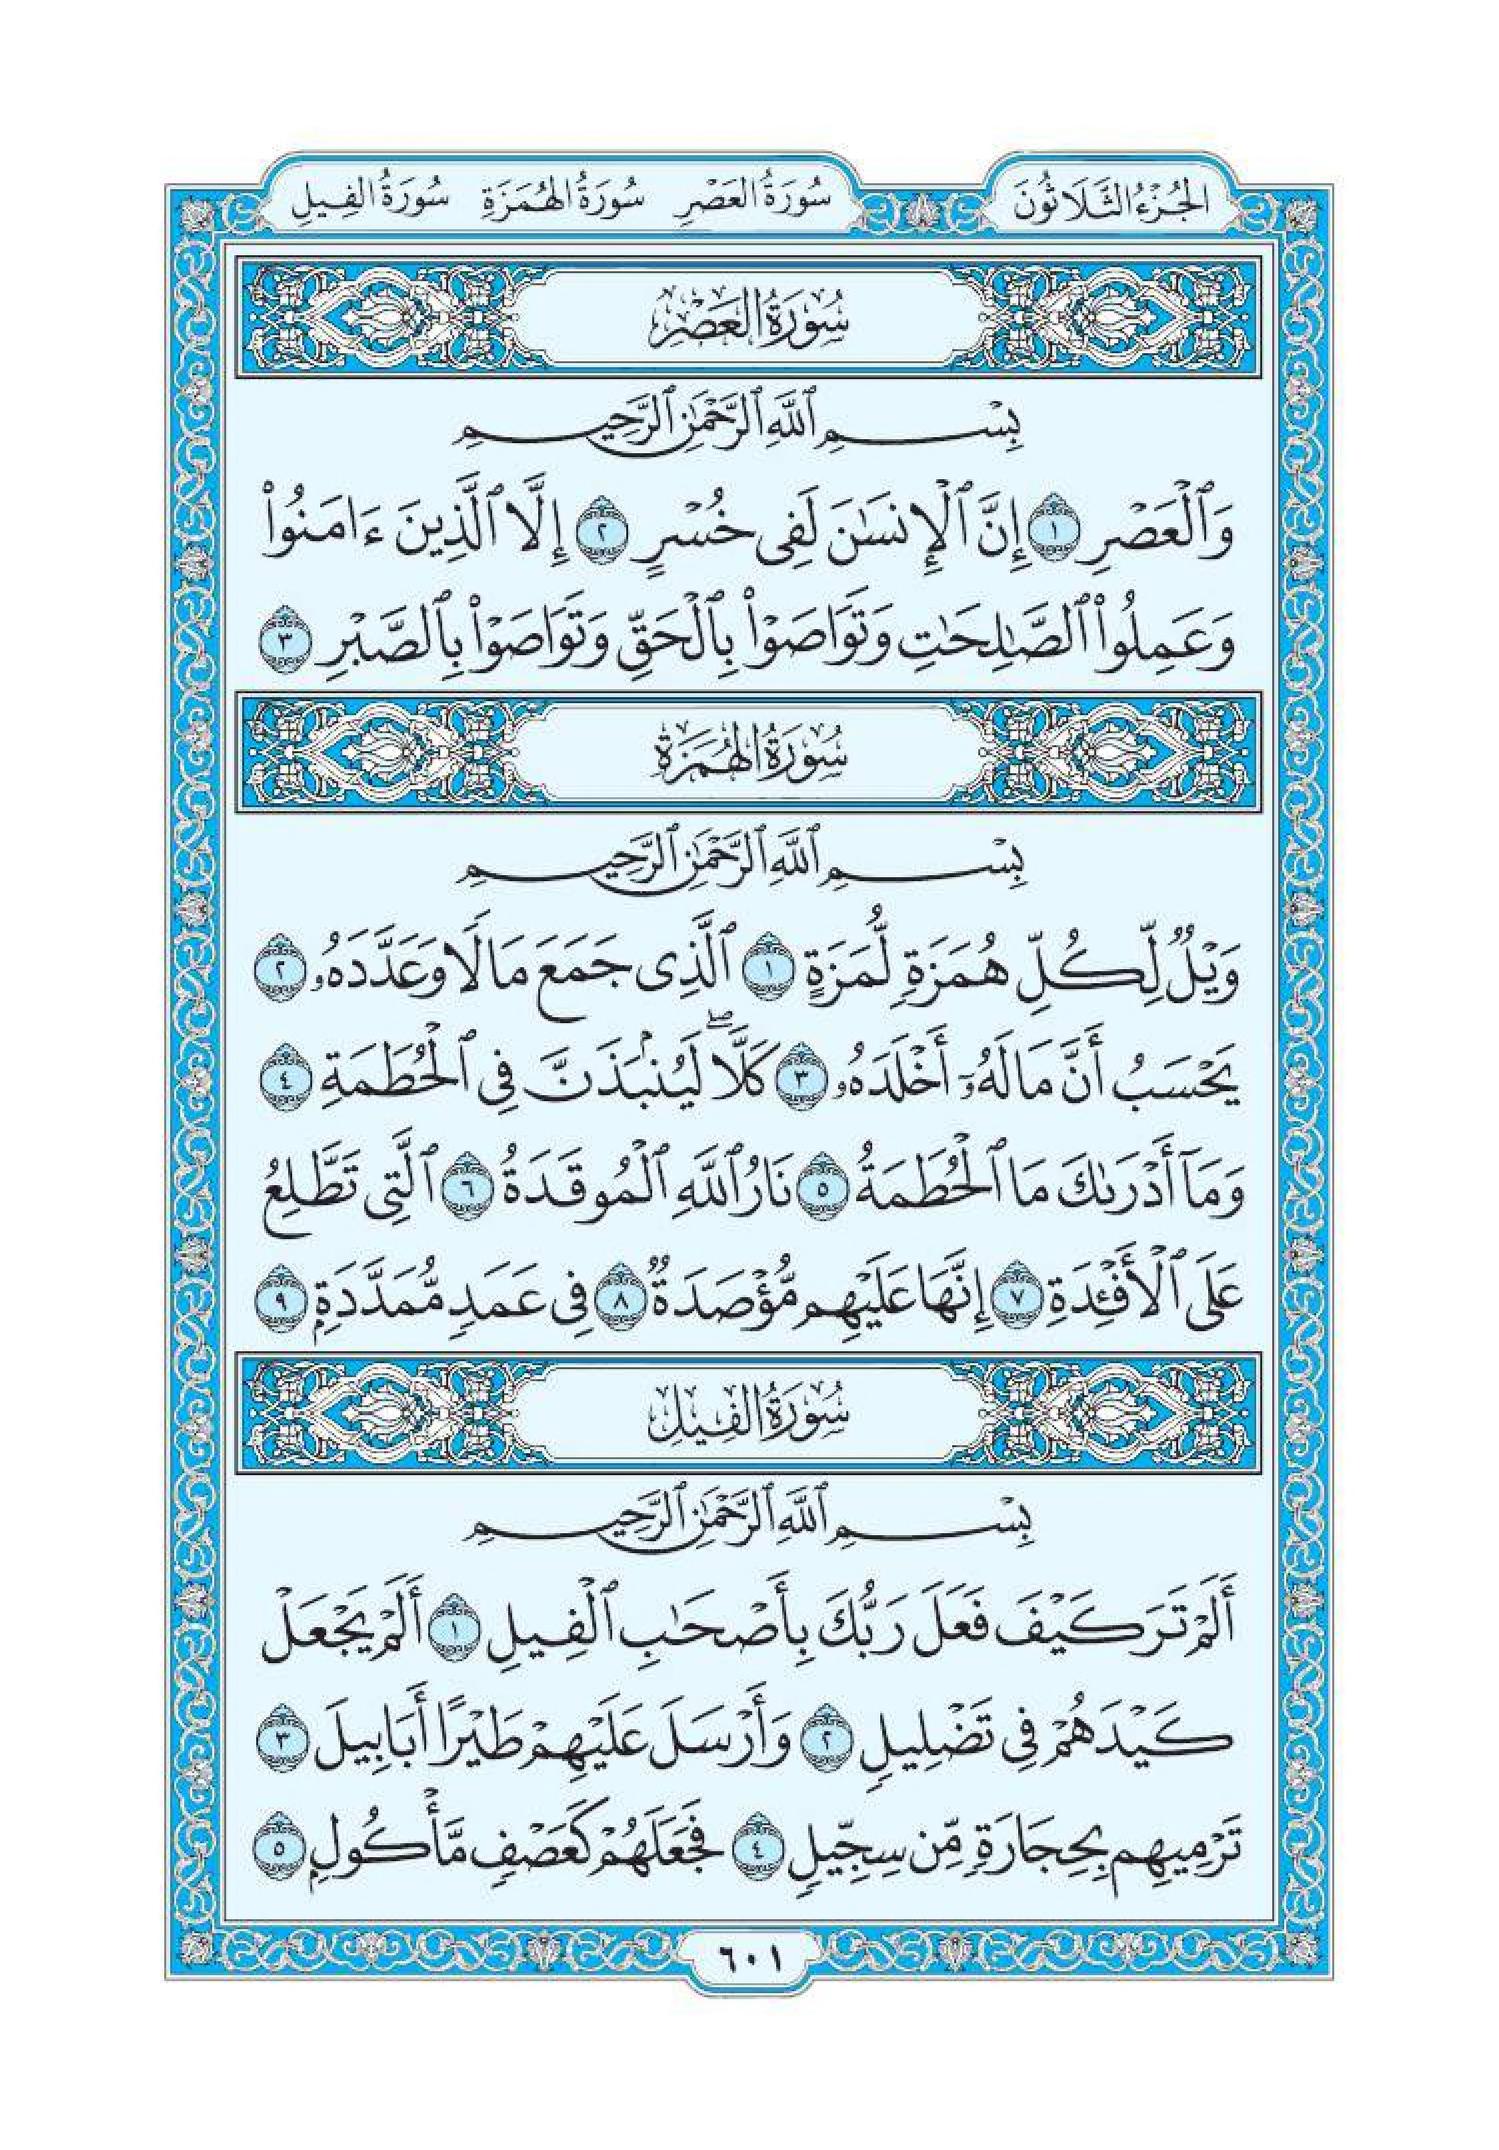 الجُزْءُ الثَّلَاثُونَ سُورَةُ العَصْرِ سُورَةُ الهُمَزَةِ سُورَةُ الفِيلِ
سُورَةُ العَصْرِ
بِسْمِ ٱللَّهِ ٱلرَّحْمَٰنِ ٱلرَّحِيمِ
وَٱلْعَصْرِ ١ إِنَّ ٱلْإِنسَٰنَ لَفِى خُسْرٍ ٢ إِلَّا ٱلَّذِينَ ءَامَنُوا۟
وَعَمِلُوا۟ ٱلصَّٰلِحَٰتِ وَتَوَاصَوْا۟ بِٱلْحَقِّ وَتَوَاصَوْا۟ بِٱلصَّبْرِ ٣
سُورَةُ الهُمَزَةِ
بِسْمِ ٱللَّهِ ٱلرَّحْمَٰنِ ٱلرَّحِيمِ
وَيْلٌ لِّكُلِّ هُمَزَةٍ لُّمَزَةٍ ١ ٱلَّذِى جَمَعَ مَالًا وَعَدَّدَهُۥ ٢
يَحْسَبُ أَنَّ مَالَهُۥٓ أَخْلَدَهُۥ ٣ كَلَّا ۖ لَيُنۢبَذَنَّ فِى ٱلْحُطَمَةِ ٤
وَمَآ أَدْرَىٰكَ مَا ٱلْحُطَمَةُ ٥ نَارُ ٱللَّهِ ٱلْمُوقَدَةُ ٦ ٱلَّتِى تَطَّلِعُ
عَلَى ٱلْأَفْـِٔدَةِ ٧ إِنَّهَا عَلَيْهِم مُّؤْصَدَةٌ ٨ فِى عَمَدٍ مُّمَدَّدَةٍۭ ٩
سُورَةُ الفِيلِ
بِسْمِ ٱللَّهِ ٱلرَّحْمَٰنِ ٱلرَّحِيمِ
أَلَمْ تَرَ كَيْفَ فَعَلَ رَبُّكَ بِأَصْحَٰبِ ٱلْفِيلِ ١ أَلَمْ يَجْعَلْ
كَيْدَهُمْ فِى تَضْلِيلٍ ٢ وَأَرْسَلَ عَلَيْهِمْ طَيْرًا أَبَابِيلَ ٣
تَرْمِيهِم بِحِجَارَةٍ مِّن سِجِّيلٍ ٤ فَجَعَلَهُمْ كَعَصْفٍ مَّأْكُولٍۭ ٥
٦٠١